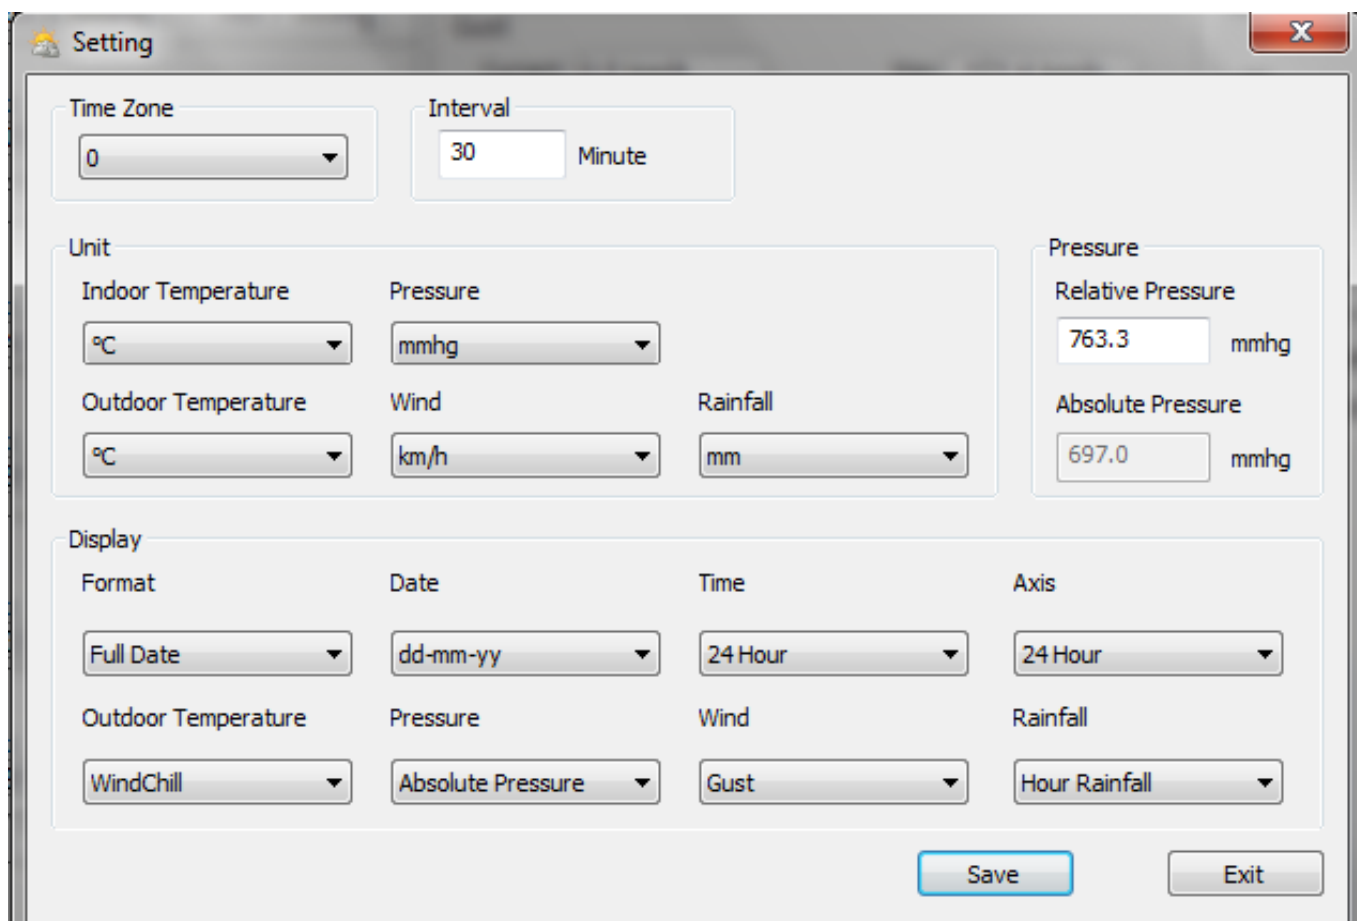 Setting
Time Zone
0
Interval
30 Minute
Unit
Indoor Temperature Pressure
°C mmhg
Outdoor Temperature Wind Rainfall
°C km/h mm
Pressure
Relative Pressure
763.3 mmhg
Absolute Pressure
697.0 mmhg
Display
Format Date Time Axis
Full Date dd-mm-yy 24 Hour 24 Hour
Outdoor Temperature Pressure Wind Rainfall
WindChill Absolute Pressure Gust Hour Rainfall
Save Exit